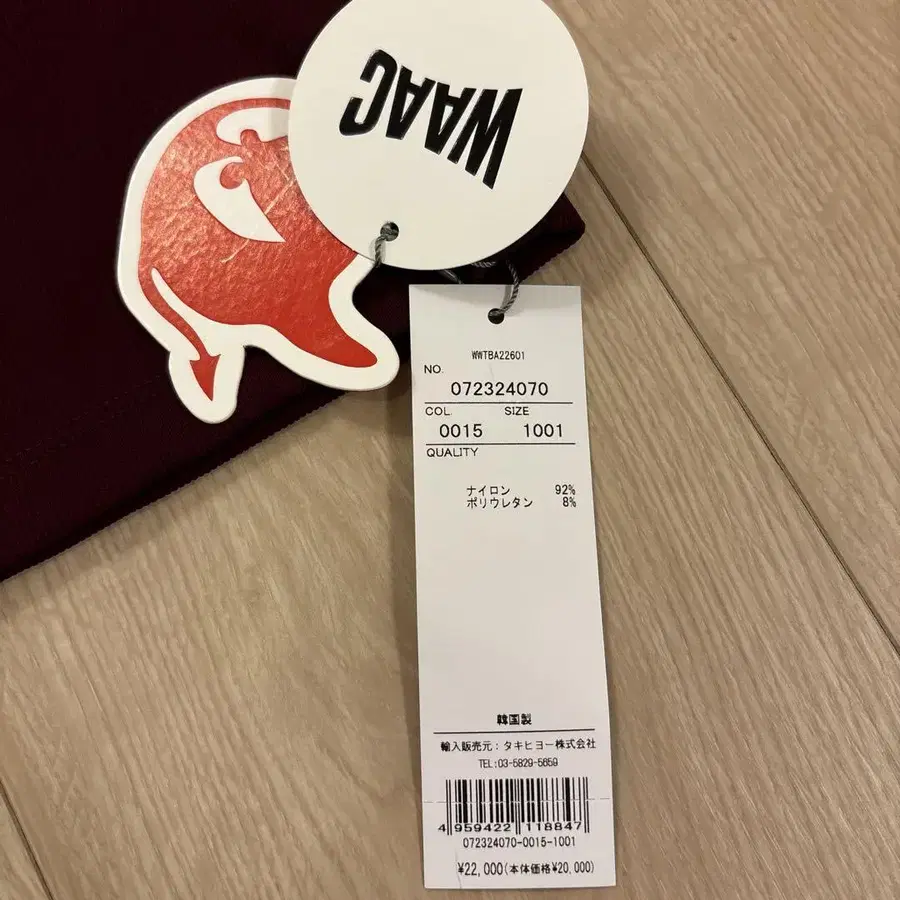 WAAC
WWTBA22601
NO.
072324070
COL. SIZE
0015 1001
QUALITY
ナイロン 92%
ポリウレタン 8%
韓国製
輸入販売元:タキヒヨー株式会社
TEL:03-5829-5659
4 959422 118847
072324070-0015-1001
¥22,000(本体価格¥20,000)